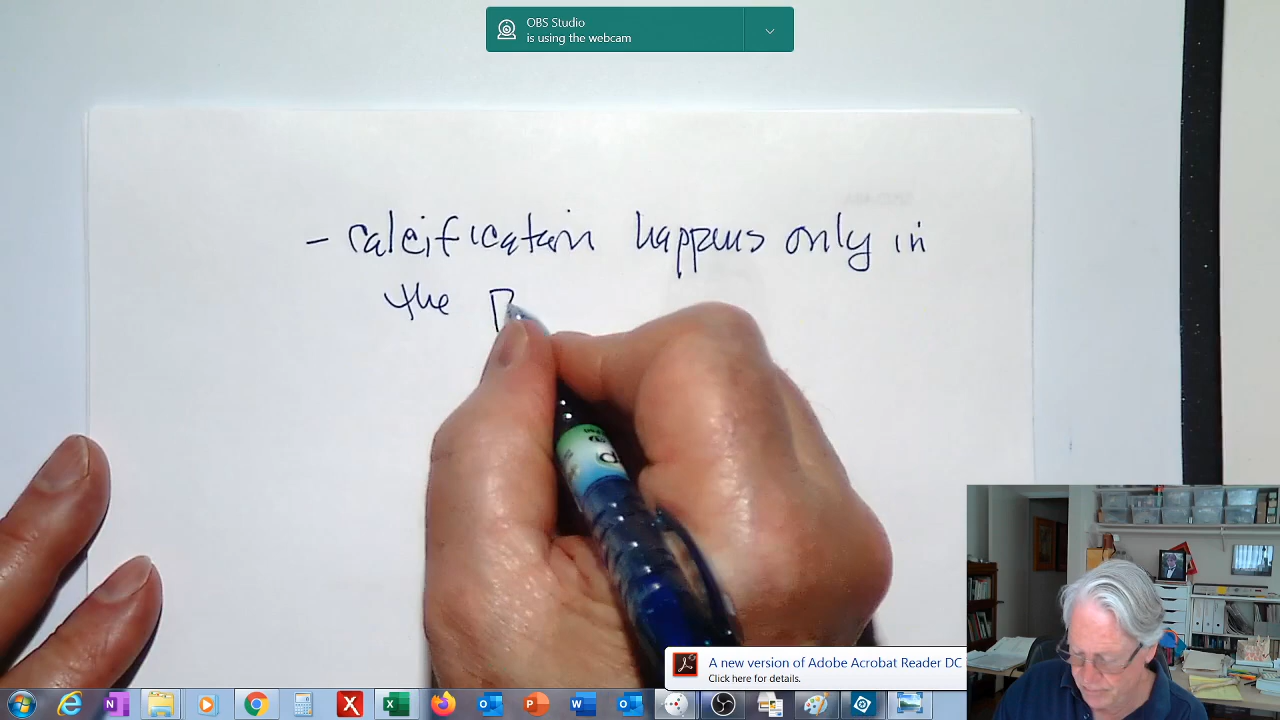 OBS Studio
is using the webcam
- calcification happens only in
the P
A new version of Adobe Acrobat Reader DC
Click here for details.